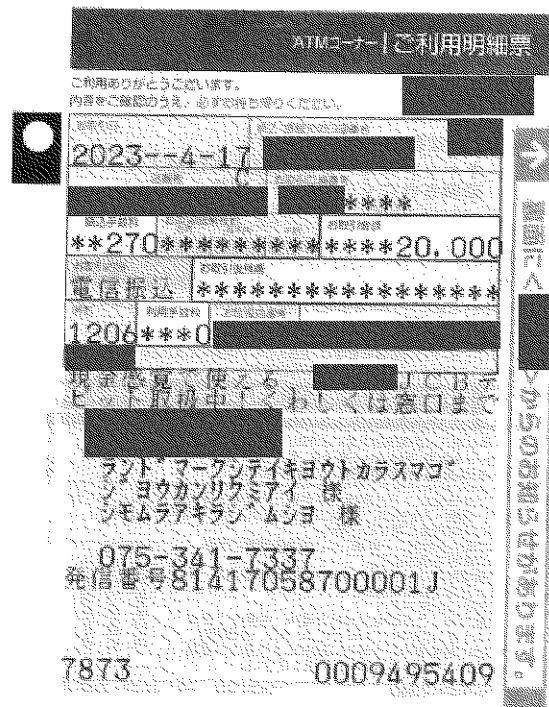 ATMコーナー | ご利用明細票
ご利用ありがとうございます。
内容をご確認のうえ、必ずお持ち帰りください。
2023--4-17
****
**270********* ****20,000
お取引後残高
電信振込 *****************
1206***0
現金感覚で使える JCBデ
ビット取扱中!くわしくは窓口まで
ランドマークシテイキヨウトカラスマゴ
ジヨウカンリクミアイ 様
シモムラアキラジムシヨ 様
075-341-7337
発信番号81417058700001J
7873 0009495409
裏面に
からのお知らせがあります。